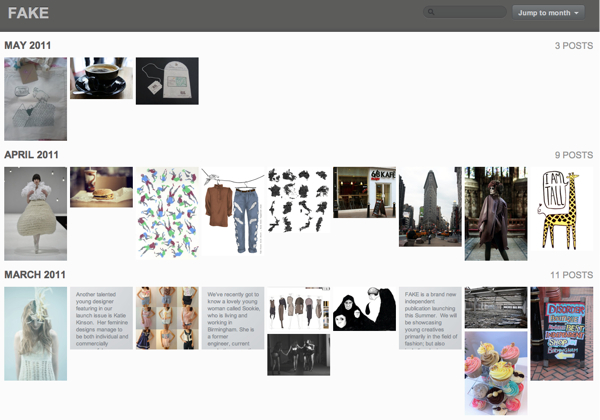 FAKE
Jump to month
MAY 2011
3 POSTS
APRIL 2011
9 POSTS
68 KAFE
I AM
TALL
MARCH 2011
11 POSTS
Another talented
young designer
featuring in our
launch issue is Katie
Kinson. Her feminine
designs manage to
be both individual and
commercially
We've recently got to
know a lovely young
woman called Sookie,
who is living and
working in
Birmingham. She is
a former
engineer, current
FAKE is a brand new
independent
publication launching
this Summer. We will
be showcasing
young creatives
primarily in the field of
fashion, but also
DISORDER
SHOP